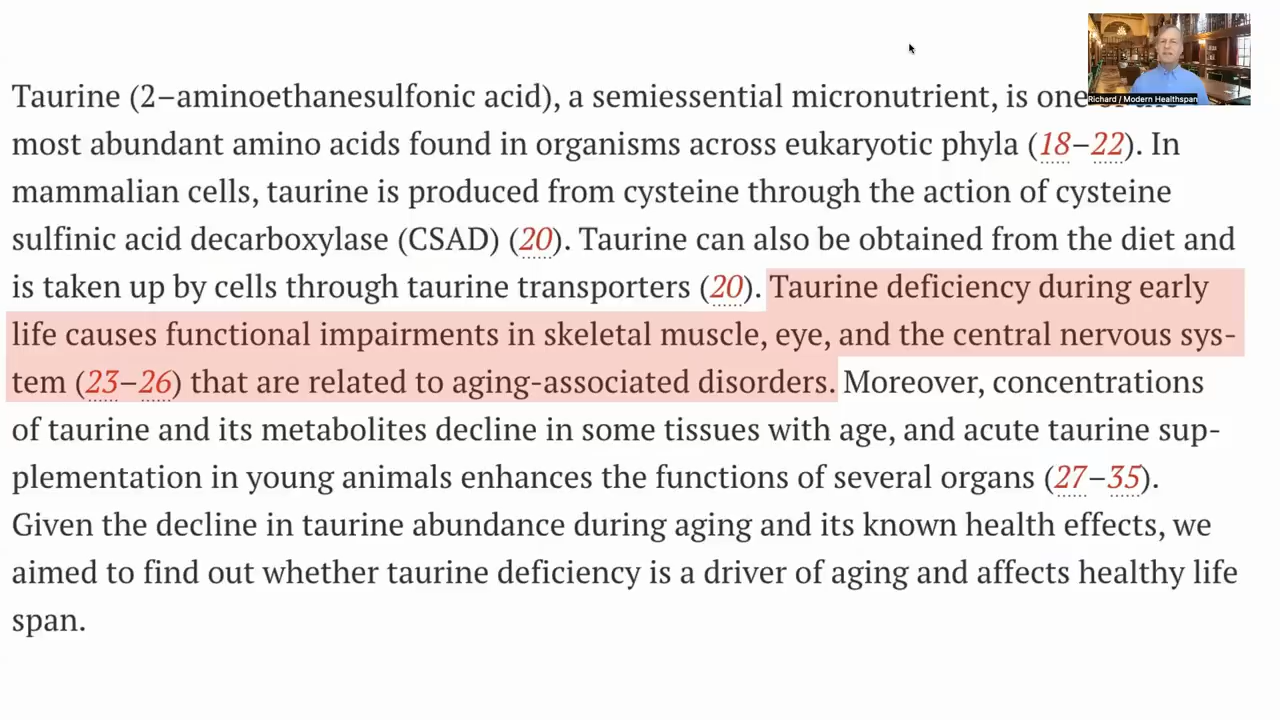 Taurine (2–aminoethanesulfonic acid), a semiessential micronutrient, is one of the
most abundant amino acids found in organisms across eukaryotic phyla (18–22). In
mammalian cells, taurine is produced from cysteine through the action of cysteine
sulfinic acid decarboxylase (CSAD) (20). Taurine can also be obtained from the diet and
is taken up by cells through taurine transporters (20). Taurine deficiency during early
life causes functional impairments in skeletal muscle, eye, and the central nervous sys-
tem (23–26) that are related to aging-associated disorders. Moreover, concentrations
of taurine and its metabolites decline in some tissues with age, and acute taurine sup-
plementation in young animals enhances the functions of several organs (27–35).
Given the decline in taurine abundance during aging and its known health effects, we
aimed to find out whether taurine deficiency is a driver of aging and affects healthy life
span.
Richard / Modern Healthspan